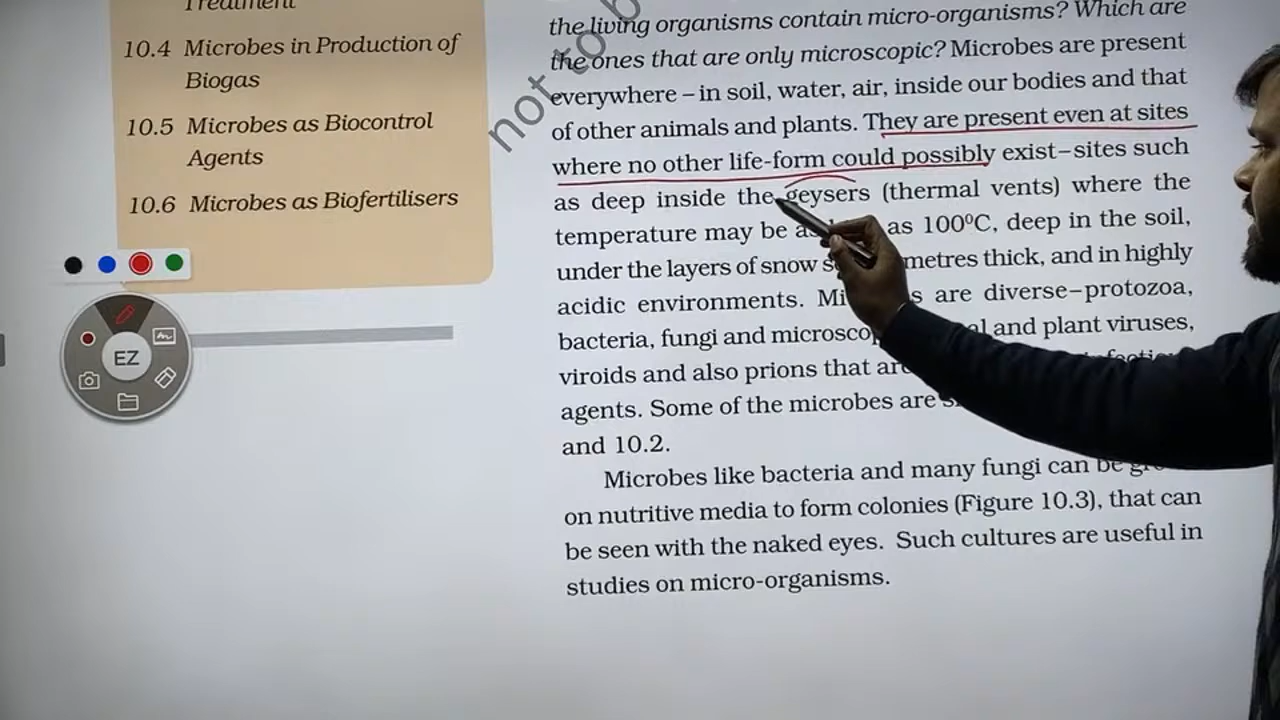 Treatment
10.4 Microbes in Production of
Biogas
10.5 Microbes as Biocontrol
Agents
10.6 Microbes as Biofertilisers
EZ
not to b
the living organisms contain micro-organisms? Which are
the ones that are only microscopic? Microbes are present
everywhere – in soil, water, air, inside our bodies and that
of other animals and plants. They are present even at sites
where no other life-form could possibly exist–sites such
as deep inside the geysers (thermal vents) where the
temperature may be as as 100⁰C, deep in the soil,
under the layers of snow metres thick, and in highly
acidic environments. are diverse–protozoa,
bacteria, fungi and and plant viruses,
viroids and also prions that are
agents. Some of the microbes are
and 10.2.
Microbes like bacteria and many fungi can be
on nutritive media to form colonies (Figure 10.3), that can
be seen with the naked eyes. Such cultures are useful in
studies on micro-organisms.